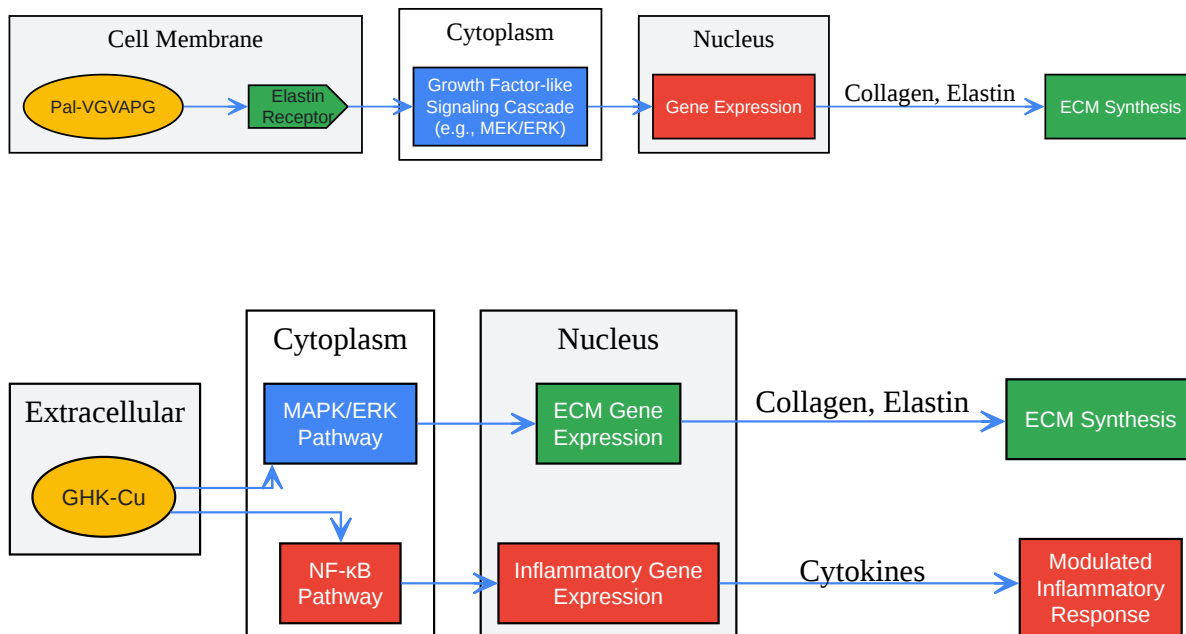 Cell Membrane
Cytoplasm
Nucleus
Pal-VGVAPG
Elastin
Receptor
Growth Factor-like
Signaling Cascade
(e.g., MEK/ERK)
Gene Expression
Collagen, Elastin
ECM Synthesis
Extracellular
Cytoplasm
Nucleus
GHK-Cu
MAPK/ERK
Pathway
ECM Gene
Expression
Collagen, Elastin
ECM Synthesis
NF-κB
Pathway
Inflammatory Gene
Expression
Cytokines
Modulated
Inflammatory
Response